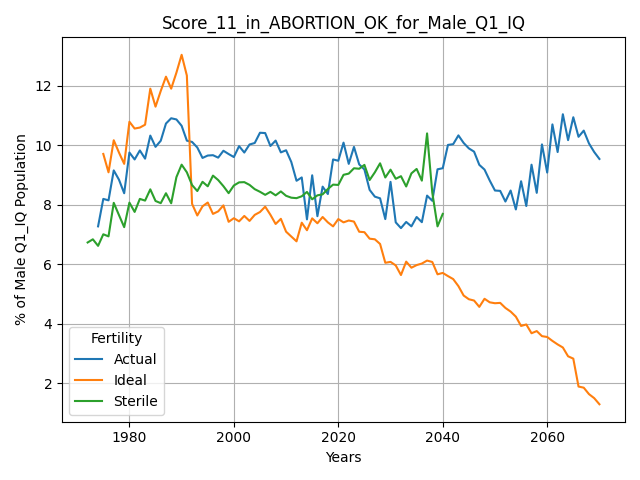 Score_11_in_ABORTION_OK_for_Male_Q1_IQ
% of Male Q1_IQ Population
12
10
8
6
4
2
Fertility
Actual
Ideal
Sterile
1980 2000 2020 2040 2060
Years